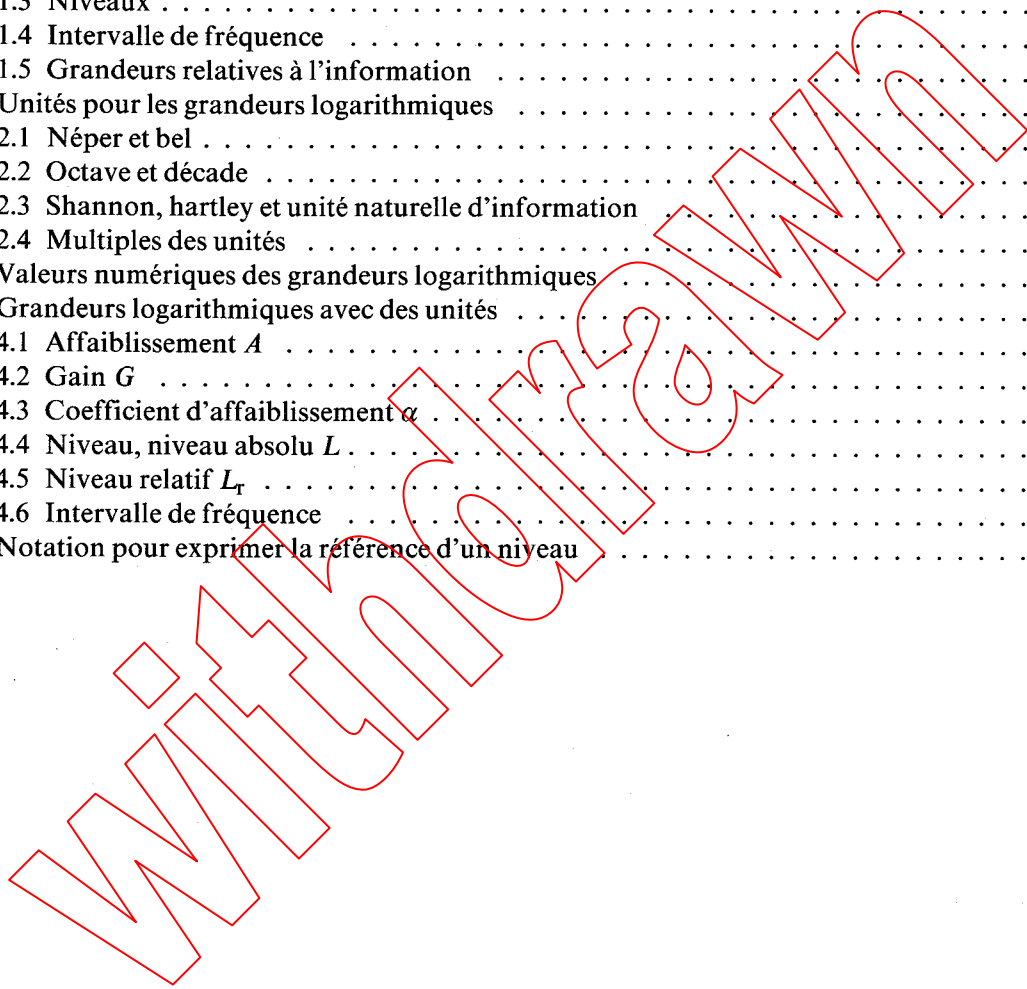 1.3 Niveaux . . . . . . . . . . . . . . . . . . . . . . . . . . . . . . . . . . . . . . . . .
1.4 Intervalle de fréquence . . . . . . . . . . . . . . . . . . . . . . . . . . . . . . . . .
1.5 Grandeurs relatives à l'information . . . . . . . . . . . . . . . . . . . . . . . . . .
Unités pour les grandeurs logarithmiques . . . . . . . . . . . . . . . . . . . . . . . . .
2.1 Néper et bel . . . . . . . . . . . . . . . . . . . . . . . . . . . . . . . . . . . . . . .
2.2 Octave et décade . . . . . . . . . . . . . . . . . . . . . . . . . . . . . . . . . . . . .
2.3 Shannon, hartley et unité naturelle d'information . . . . . . . . . . . . . . . . . .
2.4 Multiples des unités . . . . . . . . . . . . . . . . . . . . . . . . . . . . . . . . . . .
Valeurs numériques des grandeurs logarithmiques . . . . . . . . . . . . . . . . . . . .
Grandeurs logarithmiques avec des unités . . . . . . . . . . . . . . . . . . . . . . . . .
4.1 Affaiblissement A . . . . . . . . . . . . . . . . . . . . . . . . . . . . . . . . . . . .
4.2 Gain G . . . . . . . . . . . . . . . . . . . . . . . . . . . . . . . . . . . . . . . . . .
4.3 Coefficient d'affaiblissement α . . . . . . . . . . . . . . . . . . . . . . . . . . . . .
4.4 Niveau, niveau absolu L . . . . . . . . . . . . . . . . . . . . . . . . . . . . . . . . .
4.5 Niveau relatif Lr . . . . . . . . . . . . . . . . . . . . . . . . . . . . . . . . . . . . .
4.6 Intervalle de fréquence . . . . . . . . . . . . . . . . . . . . . . . . . . . . . . . . .
Notation pour exprimer la référence d'un niveau . . . . . . . . . . . . . . . . . . . . .
withdrawn